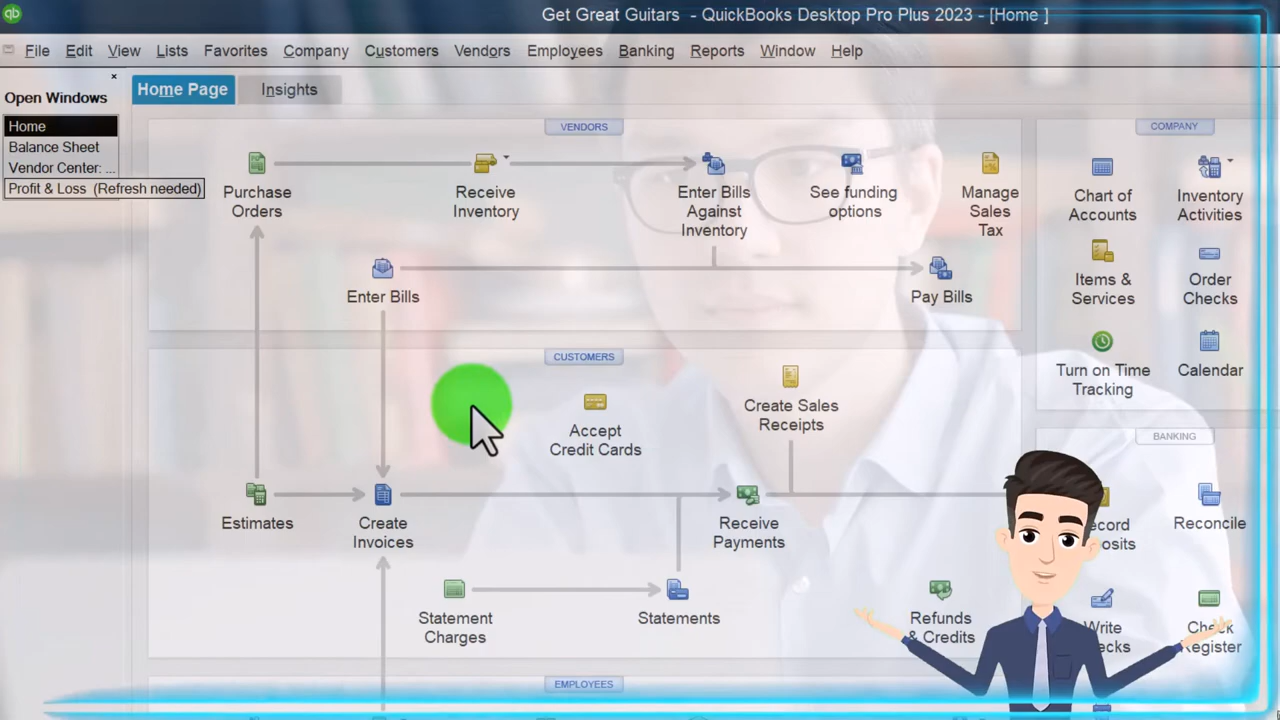 qb
Get Great Guitars - QuickBooks Desktop Pro Plus 2023 - [Home ]
File Edit View Lists Favorites Company Customers Vendors Employees Banking Reports Window Help
×
Open Windows
Home
Balance Sheet
Vendor Center: ...
Profit & Loss (Refresh needed)
Home Page Insights
VENDORS
Purchase
Orders
Receive
Inventory
Enter Bills
Against
Inventory
See funding
options
Manage
Sales
Tax
Enter Bills
Pay Bills
CUSTOMERS
Accept
Credit Cards
Create Sales
Receipts
Estimates
Create
Invoices
Receive
Payments
Statement
Charges
Statements
Refunds
& Credits
EMPLOYEES
COMPANY
Chart of
Accounts
Inventory
Activities
Items &
Services
Order
Checks
Turn on Time
Tracking
Calendar
BANKING
Reconcile
Write
Check